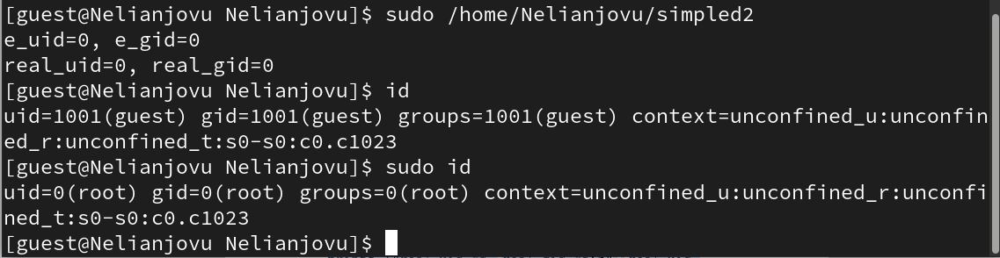 [guest@Nelianjovu Nelianjovu]$ sudo /home/Nelianjovu/simpled2
e_uid=0, e_gid=0
real_uid=0, real_gid=0
[guest@Nelianjovu Nelianjovu]$ id
uid=1001(guest) gid=1001(guest) groups=1001(guest) context=unconfined_u:unconfin
ed_r:unconfined_t:s0-s0:c0.c1023
[guest@Nelianjovu Nelianjovu]$ sudo id
uid=0(root) gid=0(root) groups=0(root) context=unconfined_u:unconfined_r:unconfi
ned_t:s0-s0:c0.c1023
[guest@Nelianjovu Nelianjovu]$